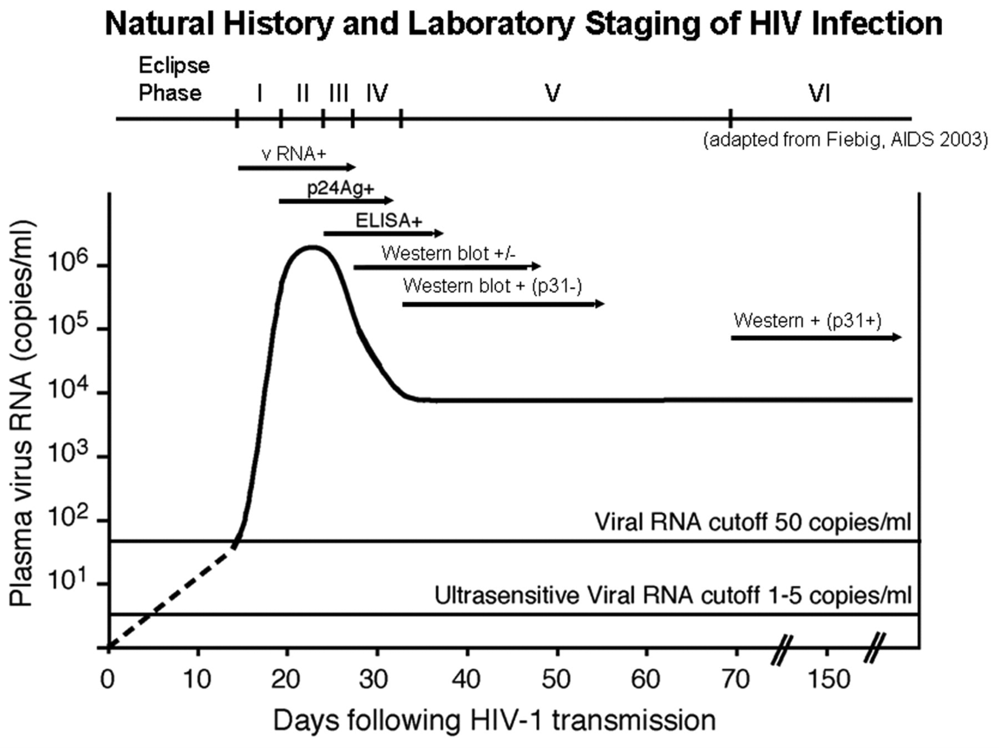 Natural History and Laboratory Staging of HIV Infection
Eclipse
Phase I II III IV V VI
(adapted from Fiebig, AIDS 2003)
v RNA+
p24Ag+
ELISA+
Western blot +/-
Western blot + (p31-)
Western + (p31+)
Plasma virus RNA (copies/ml)
10⁶
10⁵
10⁴
10³
10²
10¹
Viral RNA cutoff 50 copies/ml
Ultrasensitive Viral RNA cutoff 1-5 copies/ml
0 10 20 30 40 50 60 70 150
Days following HIV-1 transmission